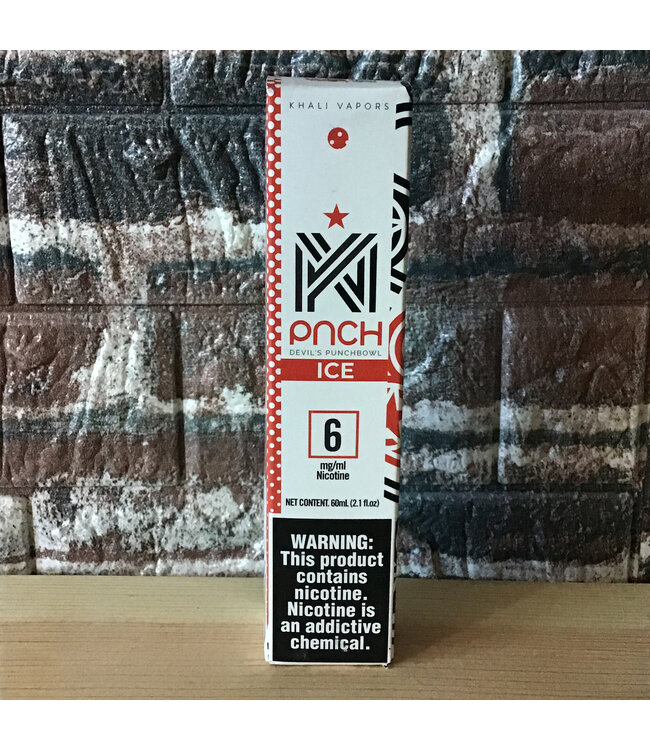 KHALI VAPORS
PNCH
DEVIL'S PUNCHBOWL
ICE
6
mg/ml
Nicotine
NET CONTENT. 60mL (2.1 fl.oz)
WARNING:
This product
contains
nicotine.
Nicotine is
an addictive
chemical.